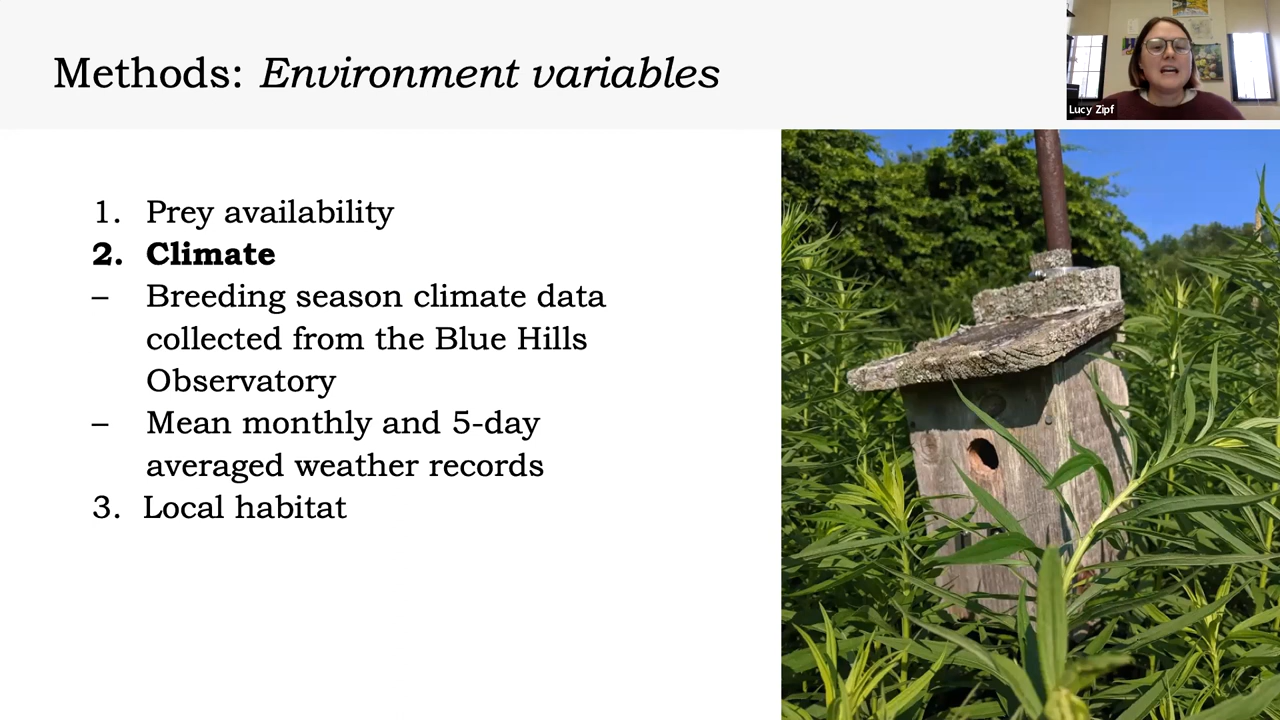 Methods: Environment variables
Lucy Zipf
1. Prey availability
2. Climate
– Breeding season climate data
collected from the Blue Hills
Observatory
– Mean monthly and 5-day
averaged weather records
3. Local habitat